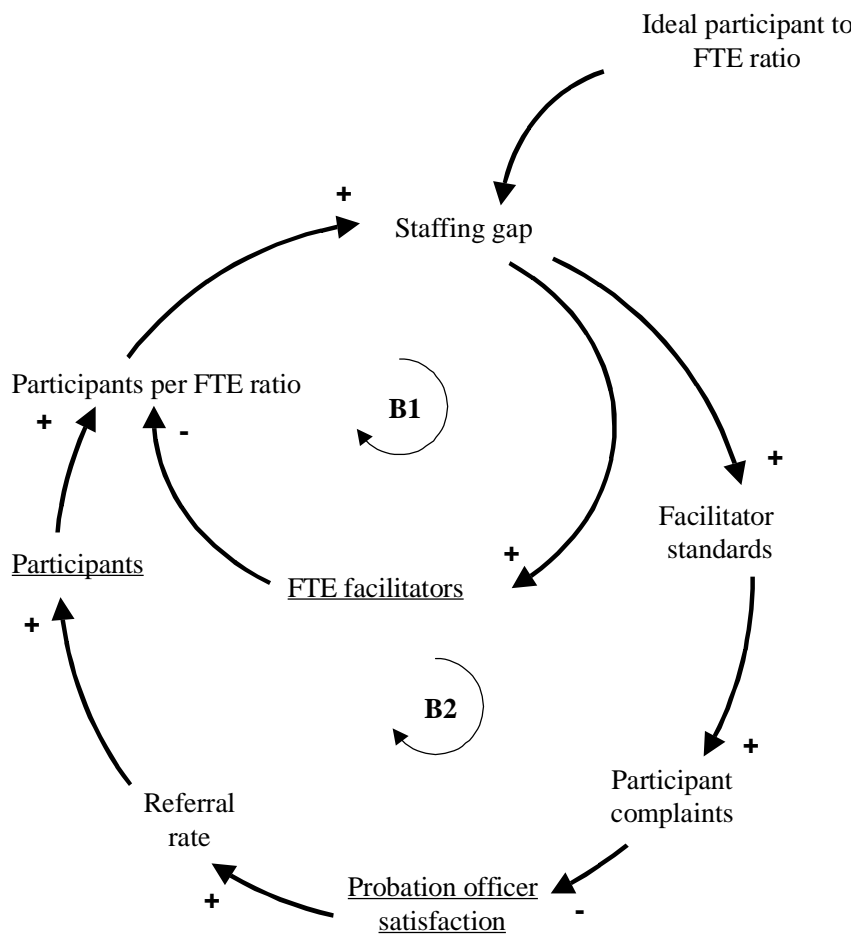 Ideal participant to
FTE ratio
+
Staffing gap
Participants per FTE ratio
+
-
B1
+
Facilitator
standards
Participants
+
FTE facilitators
+
B2
+
Participant
complaints
Referral
rate
+
Probation officer
satisfaction
-